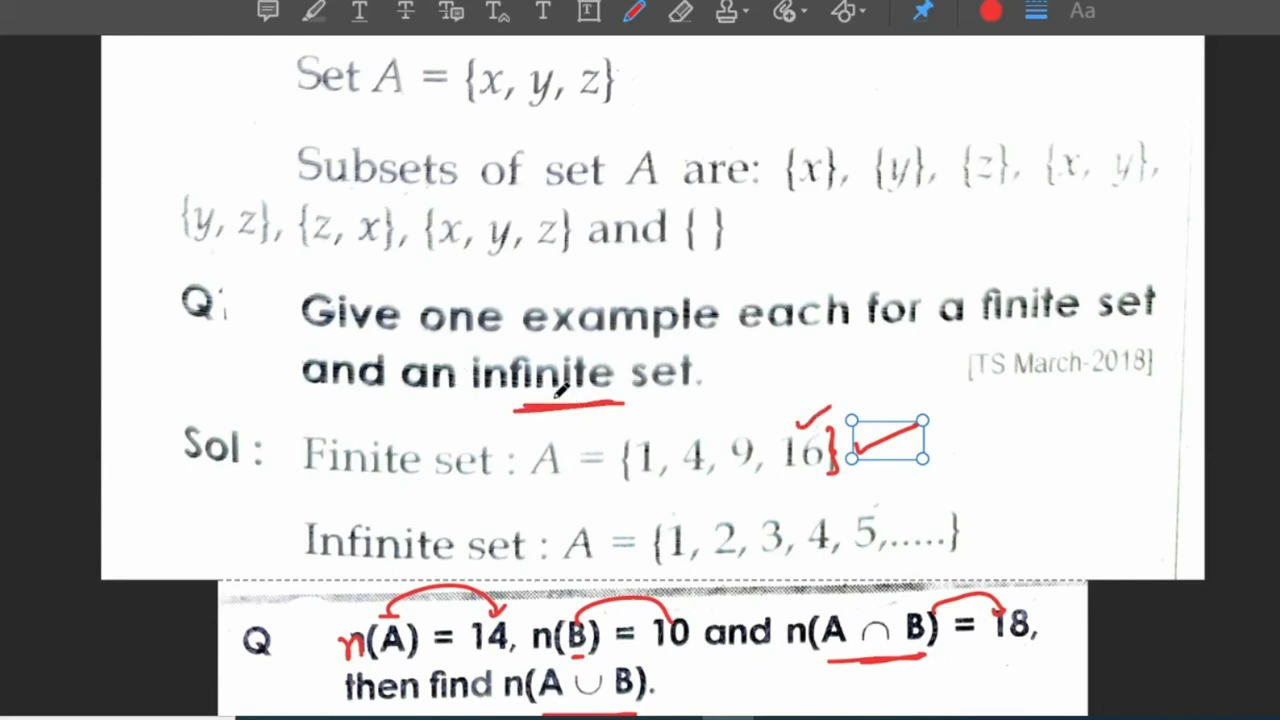 Aa
Set A = {x, y, z}
Subsets of set A are: {x}, {y}, {z}, {x, y},
{y, z}, {z, x}, {x, y, z} and { }
Q
Give one example each for a finite set
and an infinite set.
[TS March-2018]
Sol : Finite set : A = {1, 4, 9, 16}
Infinite set : A = {1, 2, 3, 4, 5,.....}
Q n(A) = 14, n(B) = 10 and n(A ∩ B) = 18,
then find n(A ∪ B).